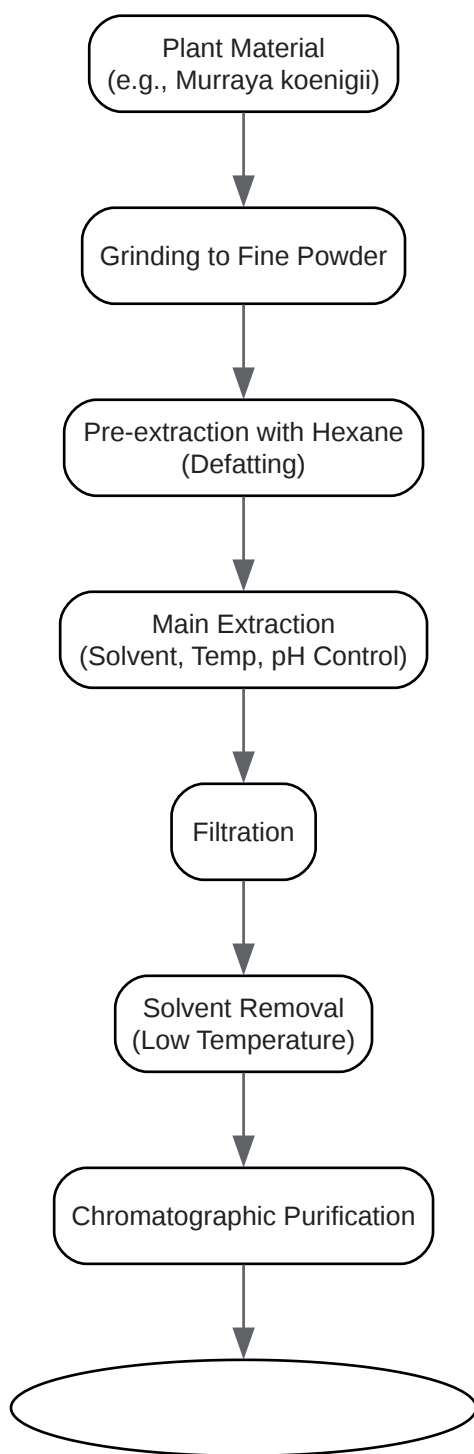 Plant Material
(e.g., Murraya koenigii)
Grinding to Fine Powder
Pre-extraction with Hexane
(Defatting)
Main Extraction
(Solvent, Temp, pH Control)
Filtration
Solvent Removal
(Low Temperature)
Chromatographic Purification